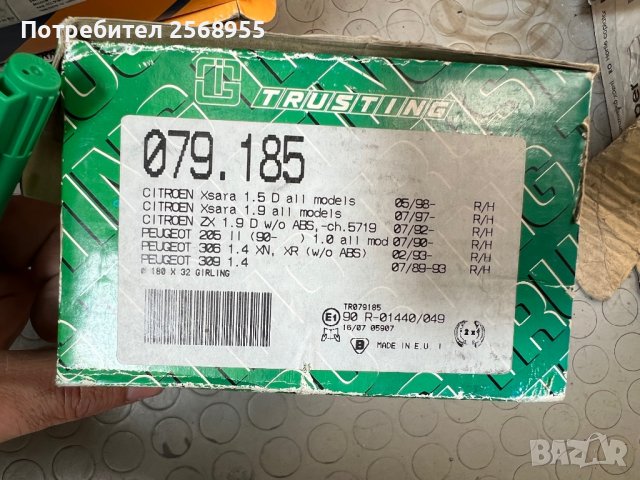 Потребител 2568955
TRUSTING
079.185
CITROEN Xsara 1.5 D all models 05/98- R/H
CITROEN Xsara 1.9 all models 07/97- R/H
CITROEN ZX 1.9 D w/o ABS,-ch.5719 07/92- R/H
PEUGEOT 205 II (90- ) 1.0 all mod 07/90- R/H
PEUGEOT 306 1.4 XN, XR (w/o ABS) 02/93- R/H
PEUGEOT 309 1.4 07/89-93 R/H
Ø 180 X 32 GIRLING
TR079185
E1 90 R-01440/049
16/07 05907
2x1
B MADE IN E.U. I
BAZAR